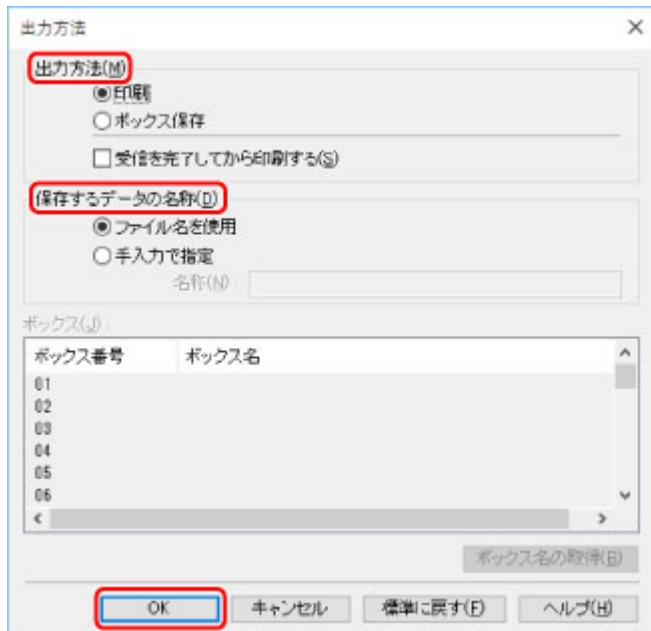 出力方法
出力方法(M)
印刷
ボックス保存
受信を完了してから印刷する(S)
保存するデータの名称(D)
ファイル名を使用
手入力で指定
名称(N):
ボックス(J):
ボックス番号 ボックス名
01
02
03
04
05
06
ボックス名の取得(B)
OK キャンセル 標準に戻す(F) ヘルプ(H)